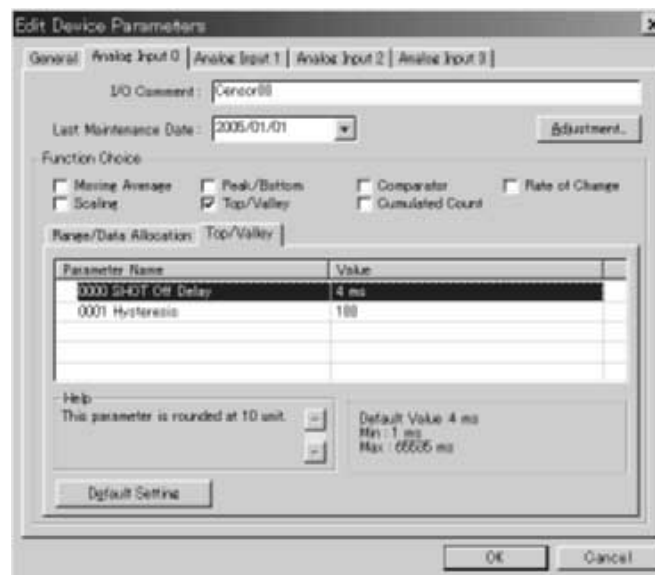 Edit Device Parameters
General Analog Input 0 Analog Input 1 Analog Input 2 Analog Input 3
I/O Comment : Censor00
Last Maintenance Date : 2005/01/01 Adjustment..
Function Choice
Moving Average Peak/Bottom Comparator Rate of Change
Scaling Top/Valley Cumulated Count
Range/Data Allocation Top/Valley
Parameter Name Value
0000 SHOT Off Delay 4 ms
0001 Hysteresis
Help
This parameter is rounded at 10 unit.
Default Value 4 ms
Min : 1 ms
Max : 65535 ms
Default Setting
OK Cancel